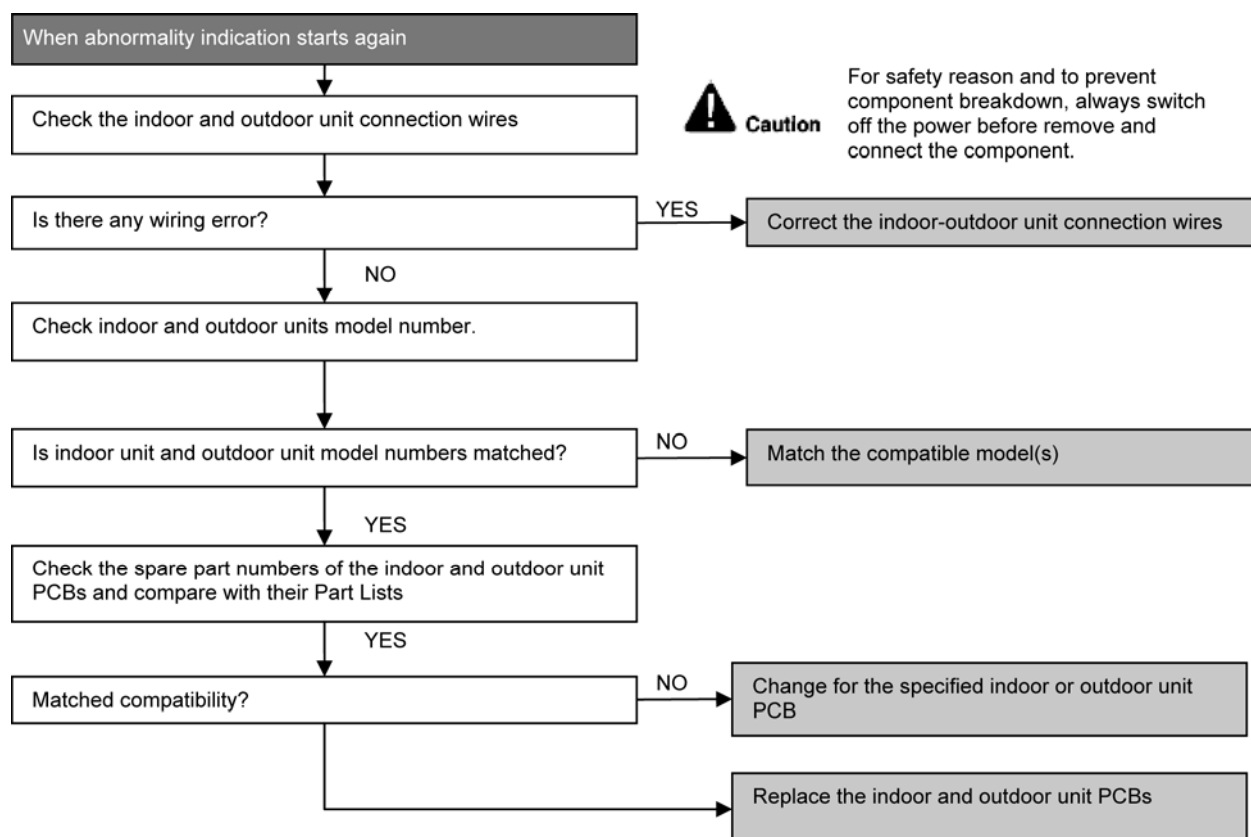 When abnormality indication starts again
Check the indoor and outdoor unit connection wires
Caution
For safety reason and to prevent
component breakdown, always switch
off the power before remove and
connect the component.
Is there any wiring error?
YES
Correct the indoor-outdoor unit connection wires
NO
Check indoor and outdoor units model number.
Is indoor unit and outdoor unit model numbers matched?
NO
Match the compatible model(s)
YES
Check the spare part numbers of the indoor and outdoor unit
PCBs and compare with their Part Lists
YES
Matched compatibility?
NO
Change for the specified indoor or outdoor unit
PCB
Replace the indoor and outdoor unit PCBs